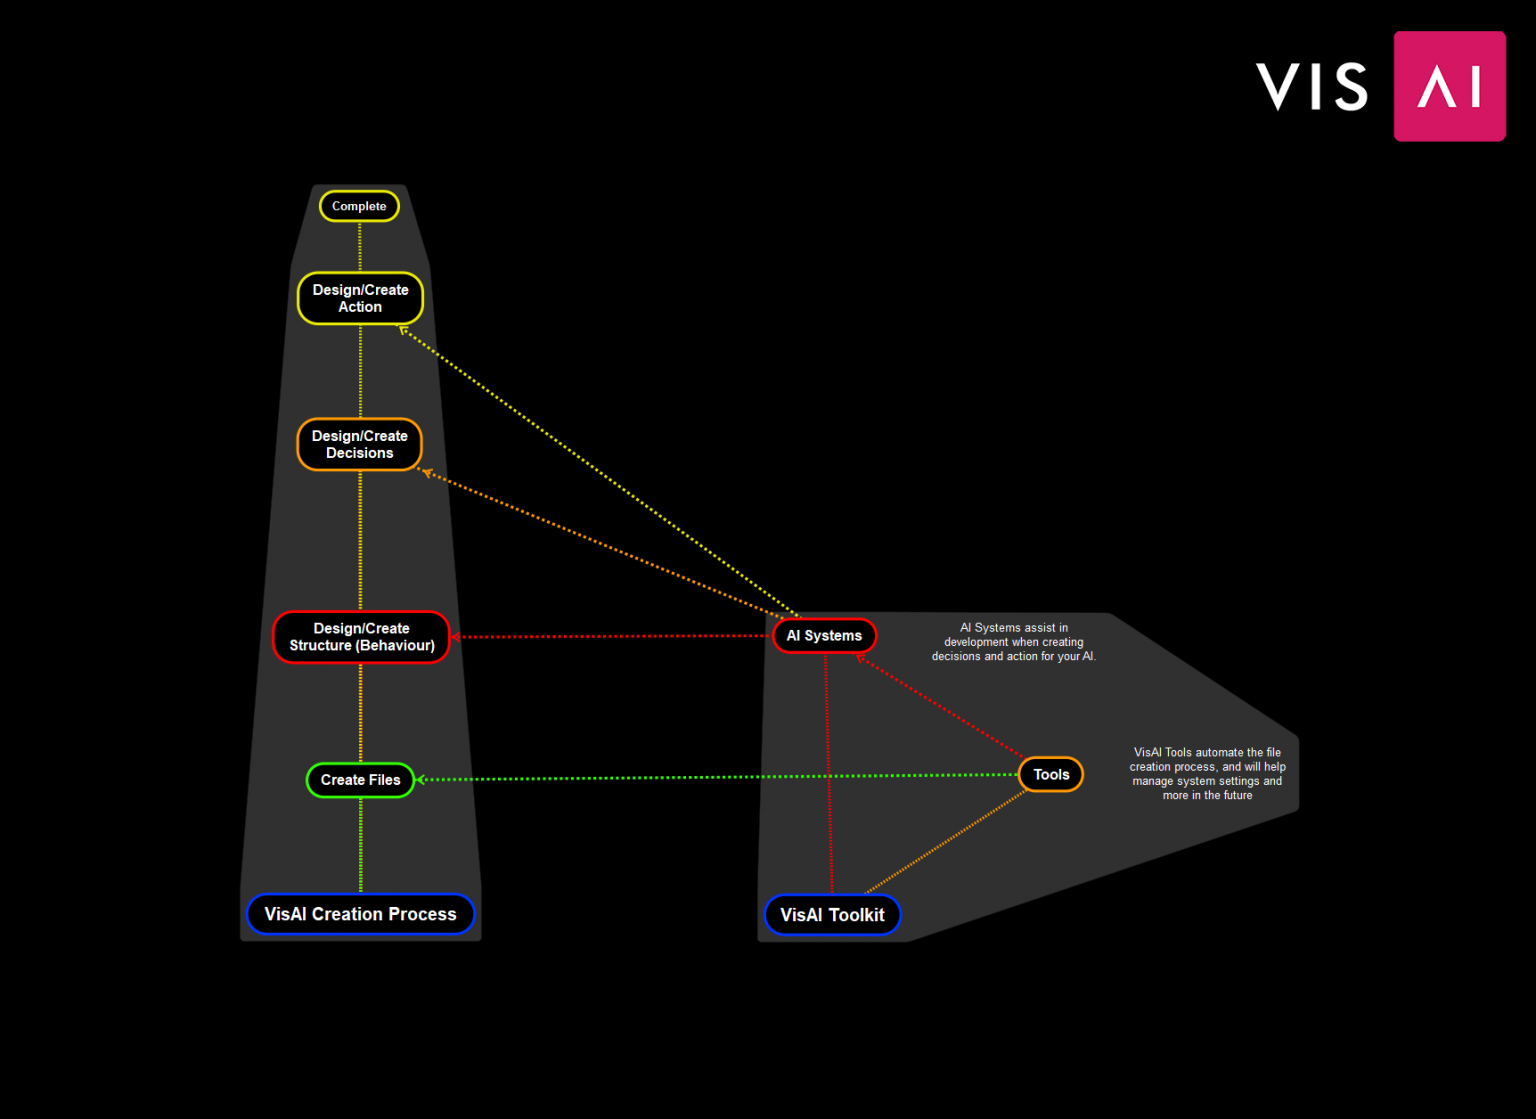 VIS AI
Complete
Design/Create
Action
Design/Create
Decisions
Design/Create
Structure (Behaviour)
Create Files
VisAI Creation Process
AI Systems
AI Systems assist in
development when creating
decisions and action for your AI.
Tools
VisAI Tools automate the file
creation process, and will help
manage system settings and
more in the future
VisAI Toolkit